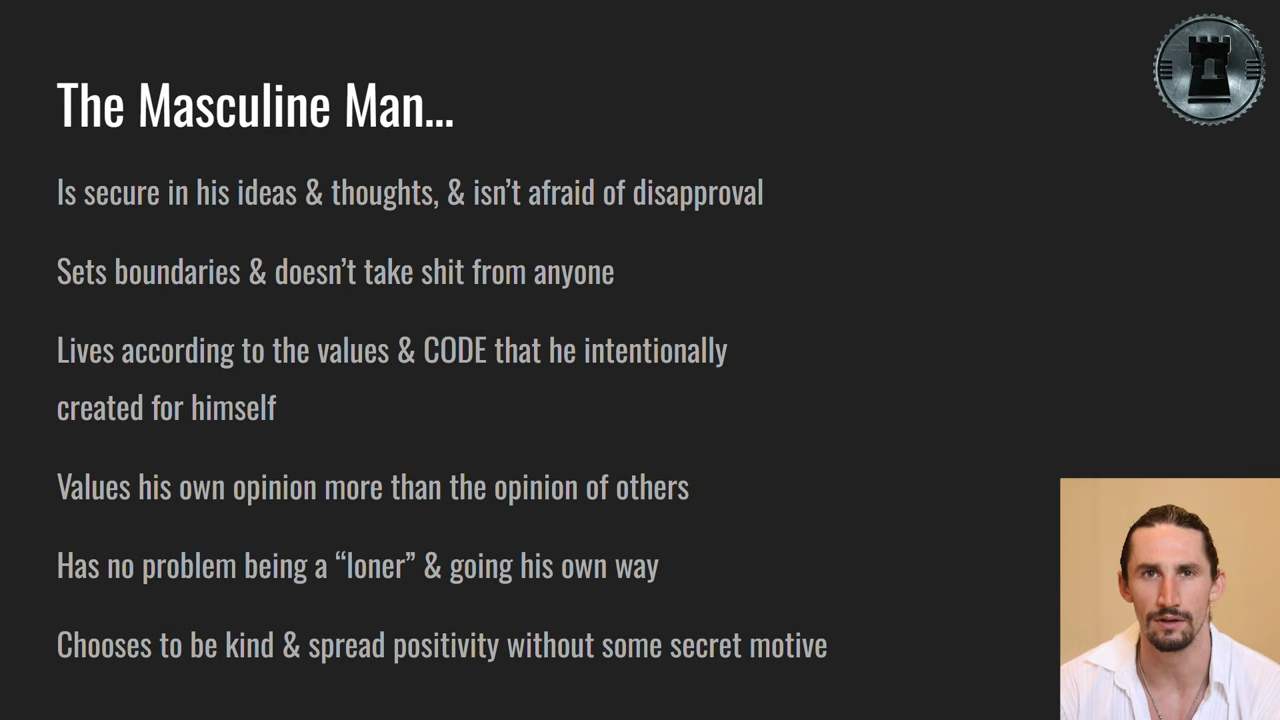 The Masculine Man...
Is secure in his ideas & thoughts, & isn't afraid of disapproval
Sets boundaries & doesn't take shit from anyone
Lives according to the values & CODE that he intentionally
created for himself
Values his own opinion more than the opinion of others
Has no problem being a “loner” & going his own way
Chooses to be kind & spread positivity without some secret motive